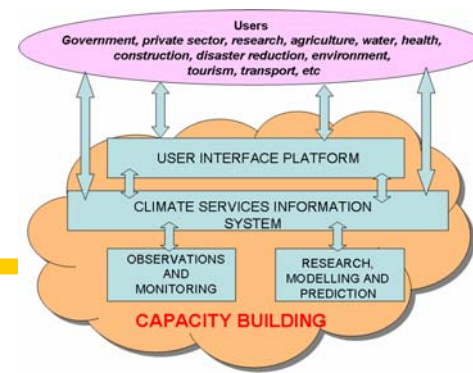 Users
Government, private sector, research, agriculture, water, health,
construction, disaster reduction, environment,
tourism, transport, etc
USER INTERFACE PLATFORM
CLIMATE SERVICES INFORMATION
SYSTEM
OBSERVATIONS
AND
MONITORING
RESEARCH,
MODELLING AND
PREDICTION
CAPACITY BUILDING